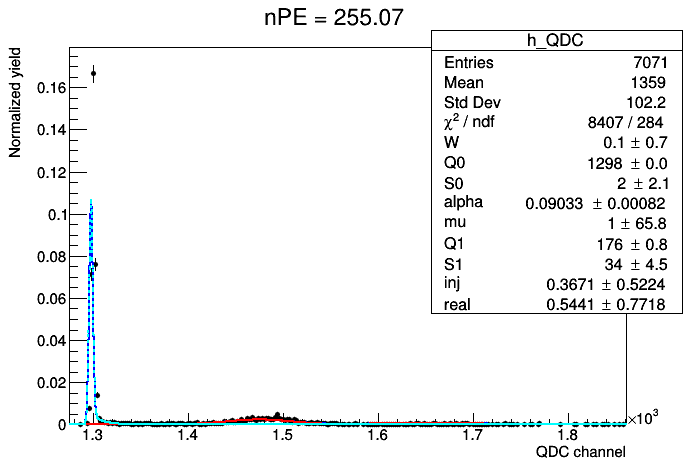 nPE = 255.07
h_QDC
Entries 7071
Mean 1359
Std Dev 102.2
χ² / ndf 8407 / 284
W 0.1 ± 0.7
Q0 1298 ± 0.0
S0 2 ± 2.1
alpha 0.09033 ± 0.00082
mu 1 ± 65.8
Q1 176 ± 0.8
S1 34 ± 4.5
inj 0.3671 ± 0.5224
real 0.5441 ± 0.7718
Normalized yield
0.16
0.14
0.12
0.1
0.08
0.06
0.04
0.02
0
1.3 1.4 1.5 1.6 1.7 1.8 ×10³
QDC channel